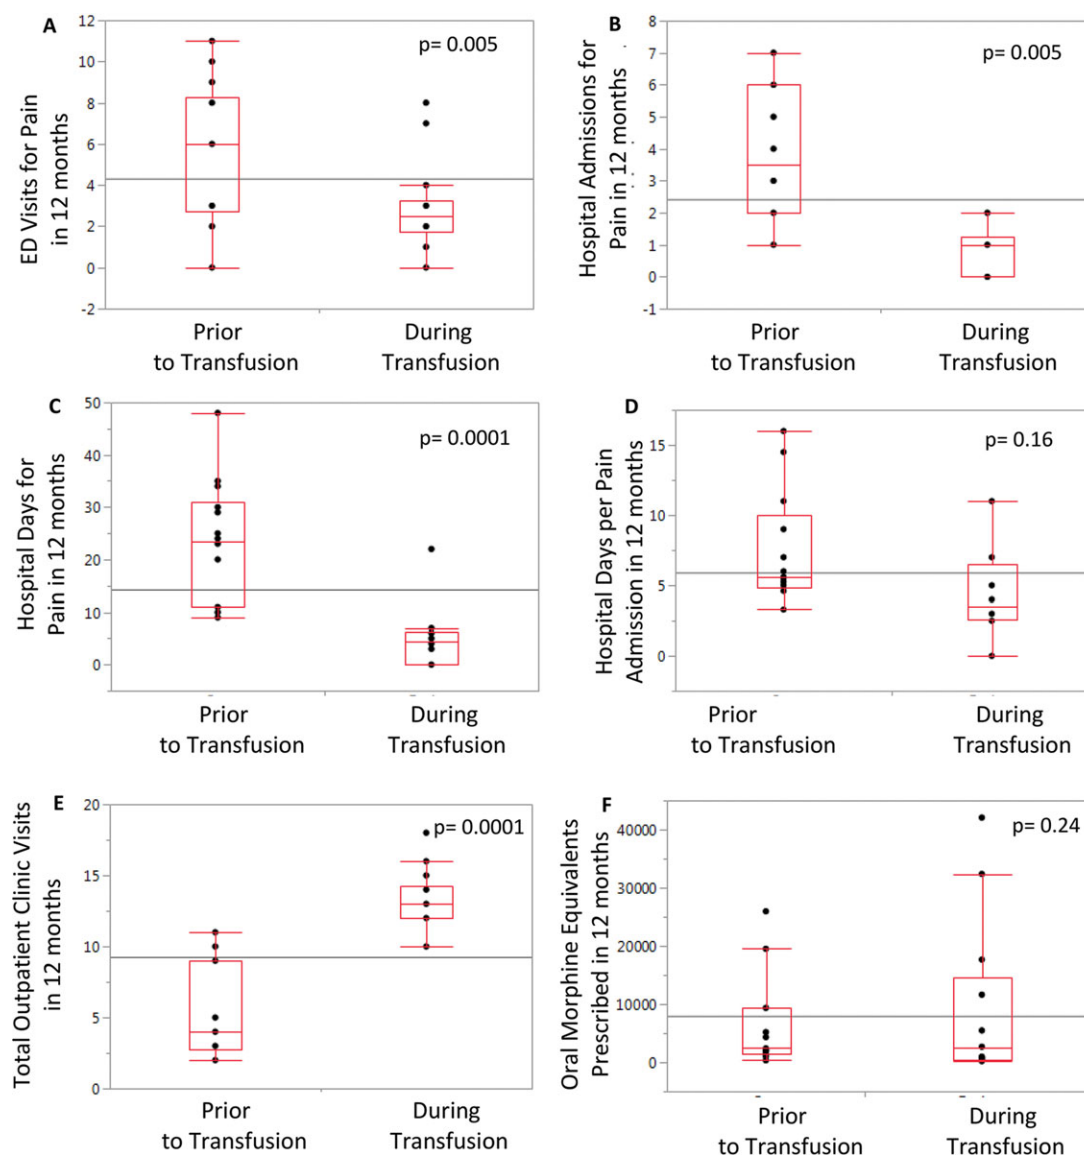 A
ED Visits for Pain
in 12 months
12
10
8
6
4
2
0
-2
p= 0.005
Prior
to Transfusion
During
Transfusion
B
Hospital Admissions for
Pain in 12 months
8
7
6
5
4
3
2
1
0
-1
p= 0.005
Prior
to Transfusion
During
Transfusion
C
Hospital Days for
Pain in 12 months
50
40
30
20
10
0
p= 0.0001
Prior
to Transfusion
During
Transfusion
D
Hospital Days per Pain
Admission in 12 months
15
10
5
0
p= 0.16
Prior
to Transfusion
During
Transfusion
E
Total Outpatient Clinic Visits
in 12 months
20
15
10
5
0
p= 0.0001
Prior
to Transfusion
During
Transfusion
F
Oral Morphine Equivalents
Prescribed in 12 months
40000
30000
20000
10000
0
p= 0.24
Prior
to Transfusion
During
Transfusion